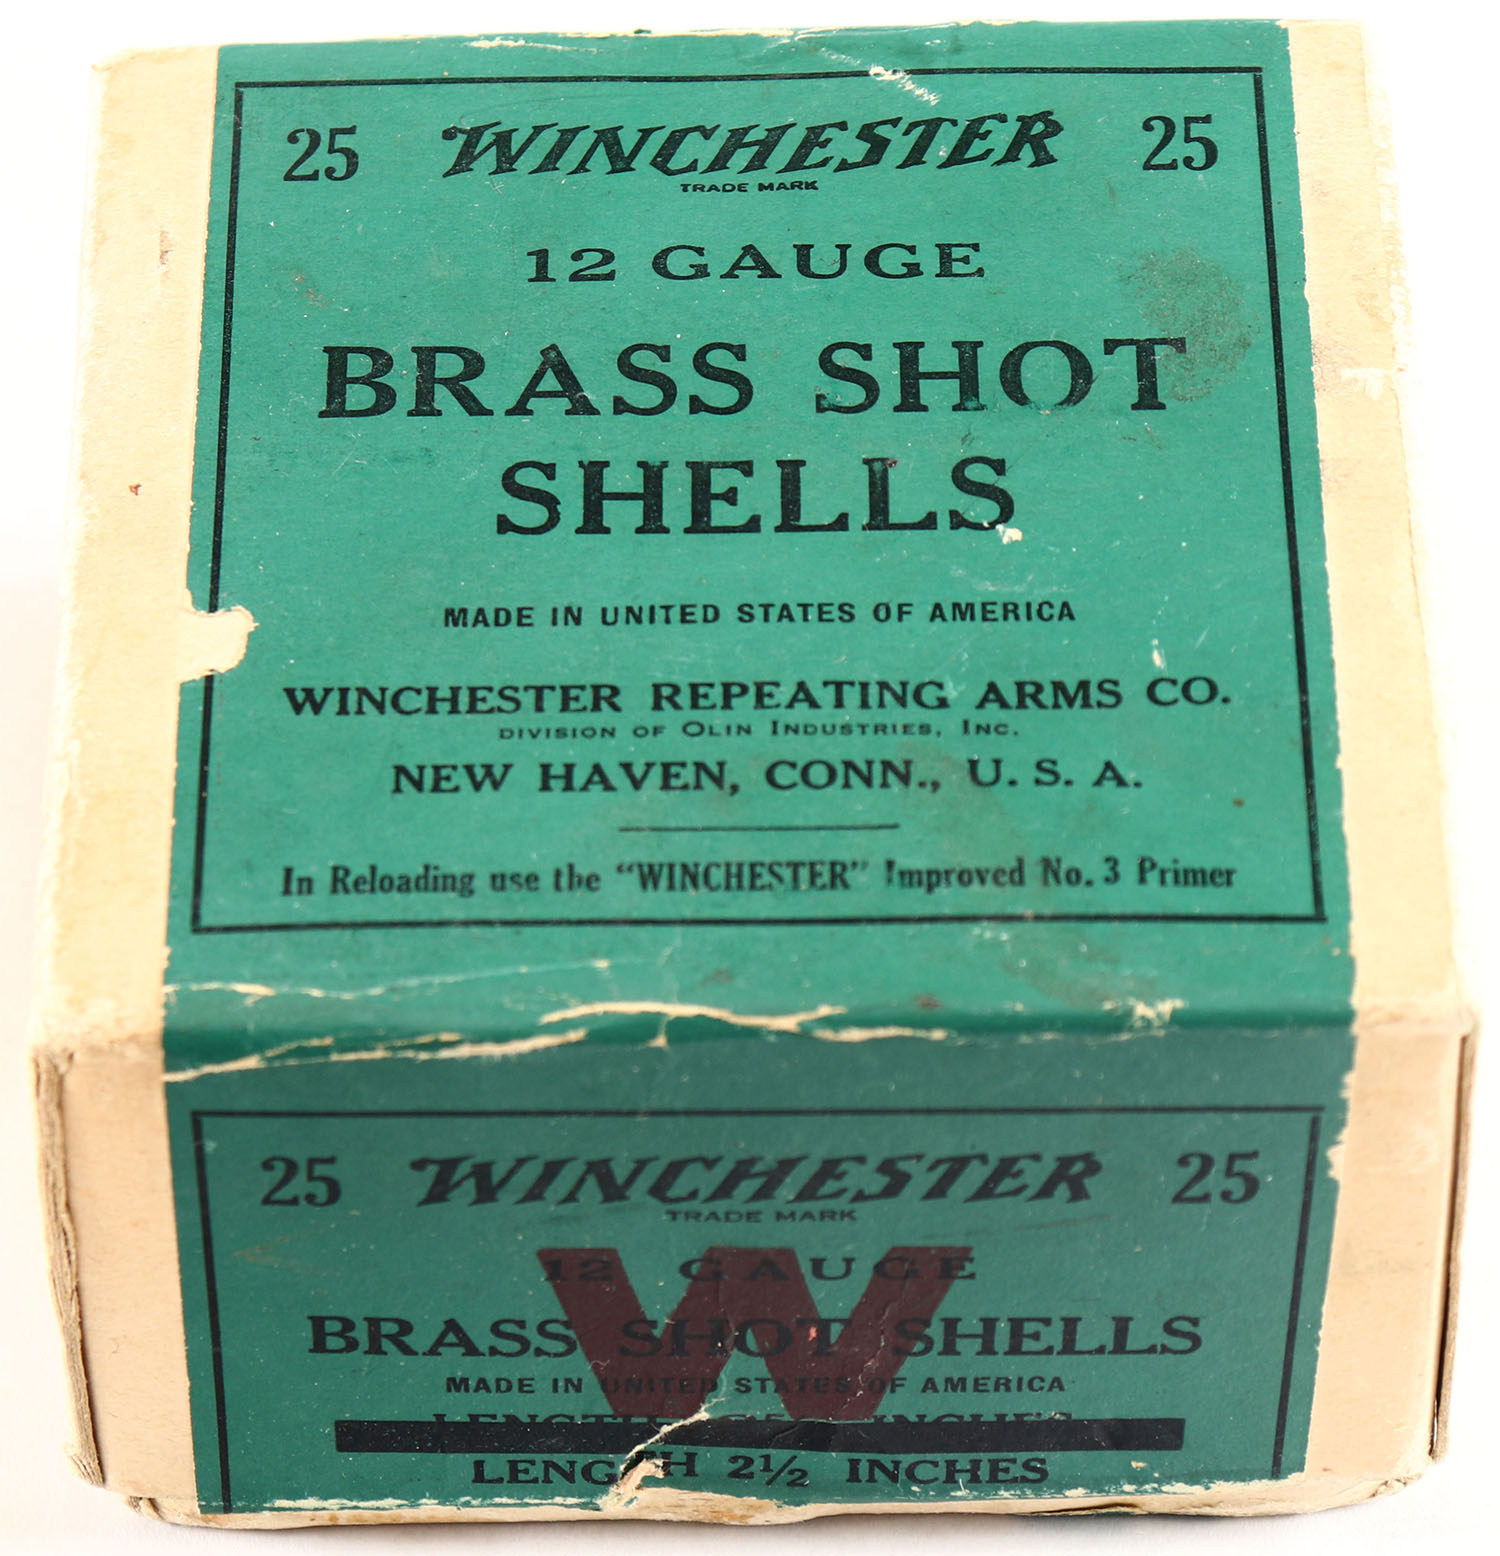 25 WINCHESTER 25
TRADE MARK
12 GAUGE
BRASS SHOT
SHELLS
MADE IN UNITED STATES OF AMERICA
WINCHESTER REPEATING ARMS CO.
DIVISION OF OLIN INDUSTRIES, INC.
NEW HAVEN, CONN., U. S. A.
In Reloading use the "WINCHESTER" Improved No. 3 Primer
25 WINCHESTER 25
TRADE MARK
12 GAUGE
W
BRASS SHOT SHELLS
MADE IN UNITED STATES OF AMERICA
LENGTH INCHES
LENGTH 2½ INCHES